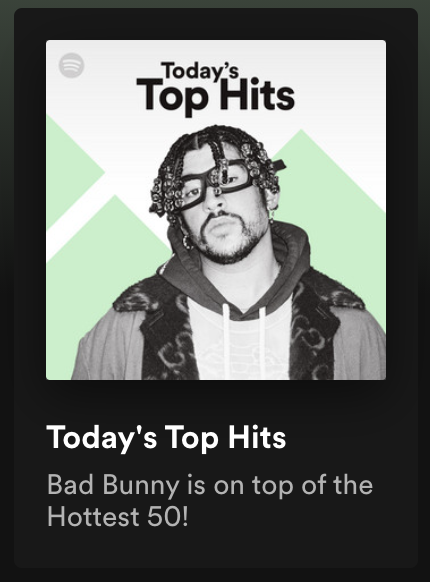 Today's
Top Hits
Today's Top Hits
Bad Bunny is on top of the
Hottest 50!